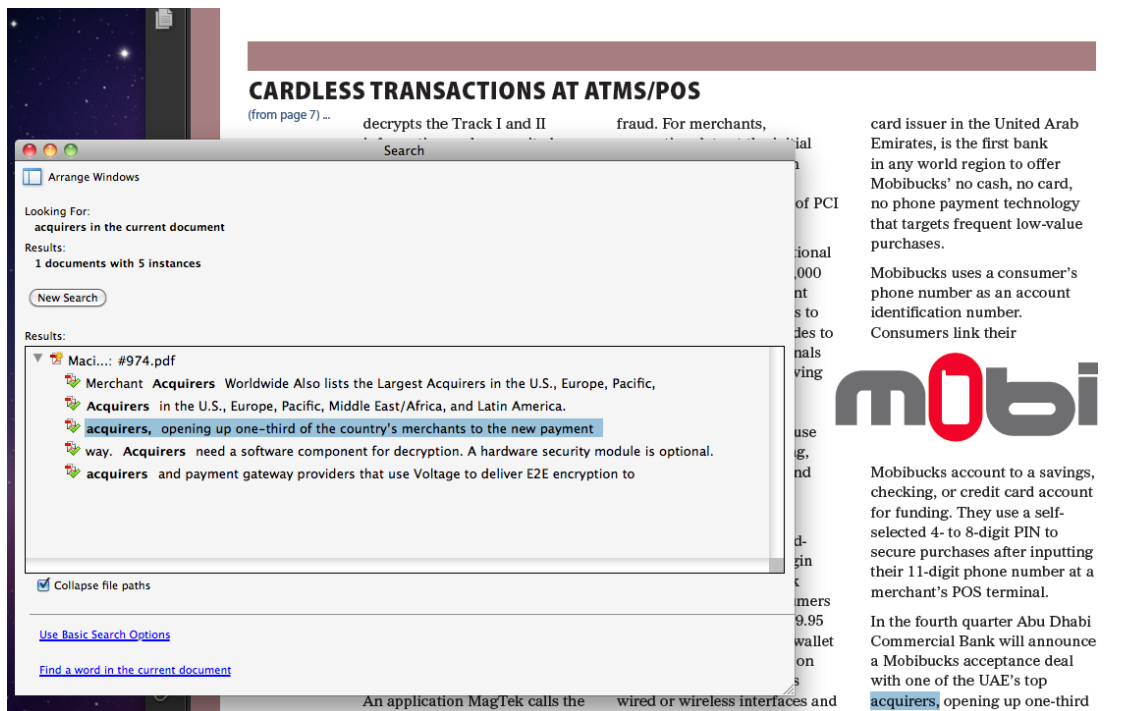 CARDLESS TRANSACTIONS AT ATMS/POS
(from page 7) ...
decrypts the Track I and II
fraud. For merchants,
ial
of PCI
ional
,000
nt
s to
des to
nals
ving
use
g,
nd
d-
gin
k
mers
9.95
wallet
on
s
An application MagTek calls the
wired or wireless interfaces and
card issuer in the United Arab
Emirates, is the first bank
in any world region to offer
Mobibucks' no cash, no card,
no phone payment technology
that targets frequent low-value
purchases.
Mobibucks uses a consumer's
phone number as an account
identification number.
Consumers link their
mobi
Mobibucks account to a savings,
checking, or credit card account
for funding. They use a self-
selected 4- to 8-digit PIN to
secure purchases after inputting
their 11-digit phone number at a
merchant's POS terminal.
In the fourth quarter Abu Dhabi
Commercial Bank will announce
a Mobibucks acceptance deal
with one of the UAE's top
acquirers, opening up one-third
Search
Arrange Windows
Looking For:
acquirers in the current document
Results:
1 documents with 5 instances
New Search
Results:
Maci...: #974.pdf
Merchant Acquirers Worldwide Also lists the Largest Acquirers in the U.S., Europe, Pacific,
Acquirers in the U.S., Europe, Pacific, Middle East/Africa, and Latin America.
acquirers, opening up one-third of the country's merchants to the new payment
way. Acquirers need a software component for decryption. A hardware security module is optional.
acquirers and payment gateway providers that use Voltage to deliver E2E encryption to
Collapse file paths
Use Basic Search Options
Find a word in the current document